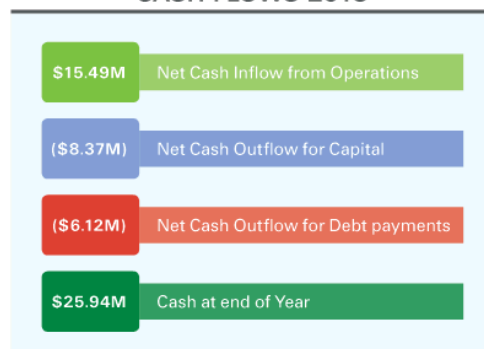 $15.49M Net Cash Inflow from Operations
($8.37M) Net Cash Outflow for Capital
($6.12M) Net Cash Outflow for Debt payments
$25.94M Cash at end of Year